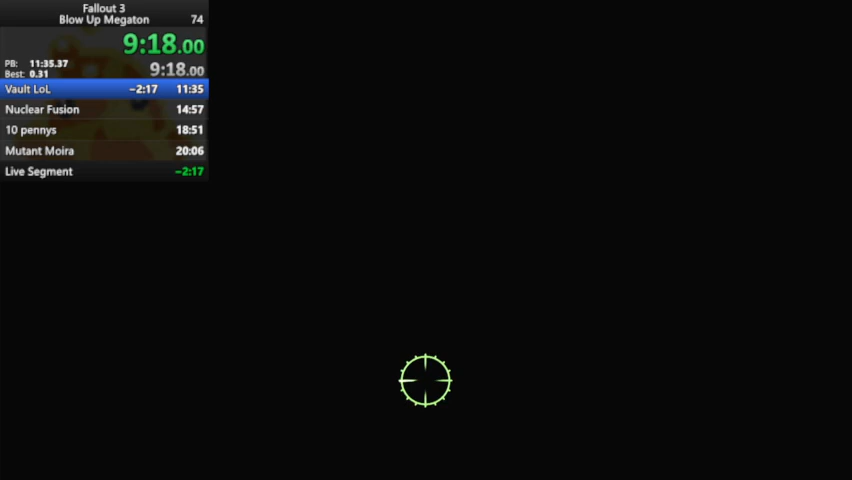 Fallout 3
Blow Up Megaton 74
9:18.00
PB: 11:35.37
Best: 0.31 9:18.00
Vault LoL −2:17 11:35
Nuclear Fusion 14:57
10 pennys 18:51
Mutant Moira 20:06
Live Segment −2:17